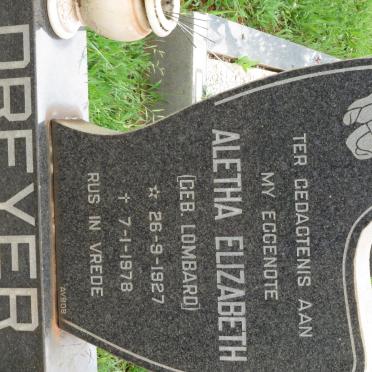 DREYER
TER GEDAGTENIS AAN
MY EGGENOTE
ALETHA ELIZABETH
(GEB. LOMBARD)
☆ 26-9-1927
✝ 7-1-1978
RUS IN VREDE
AV808